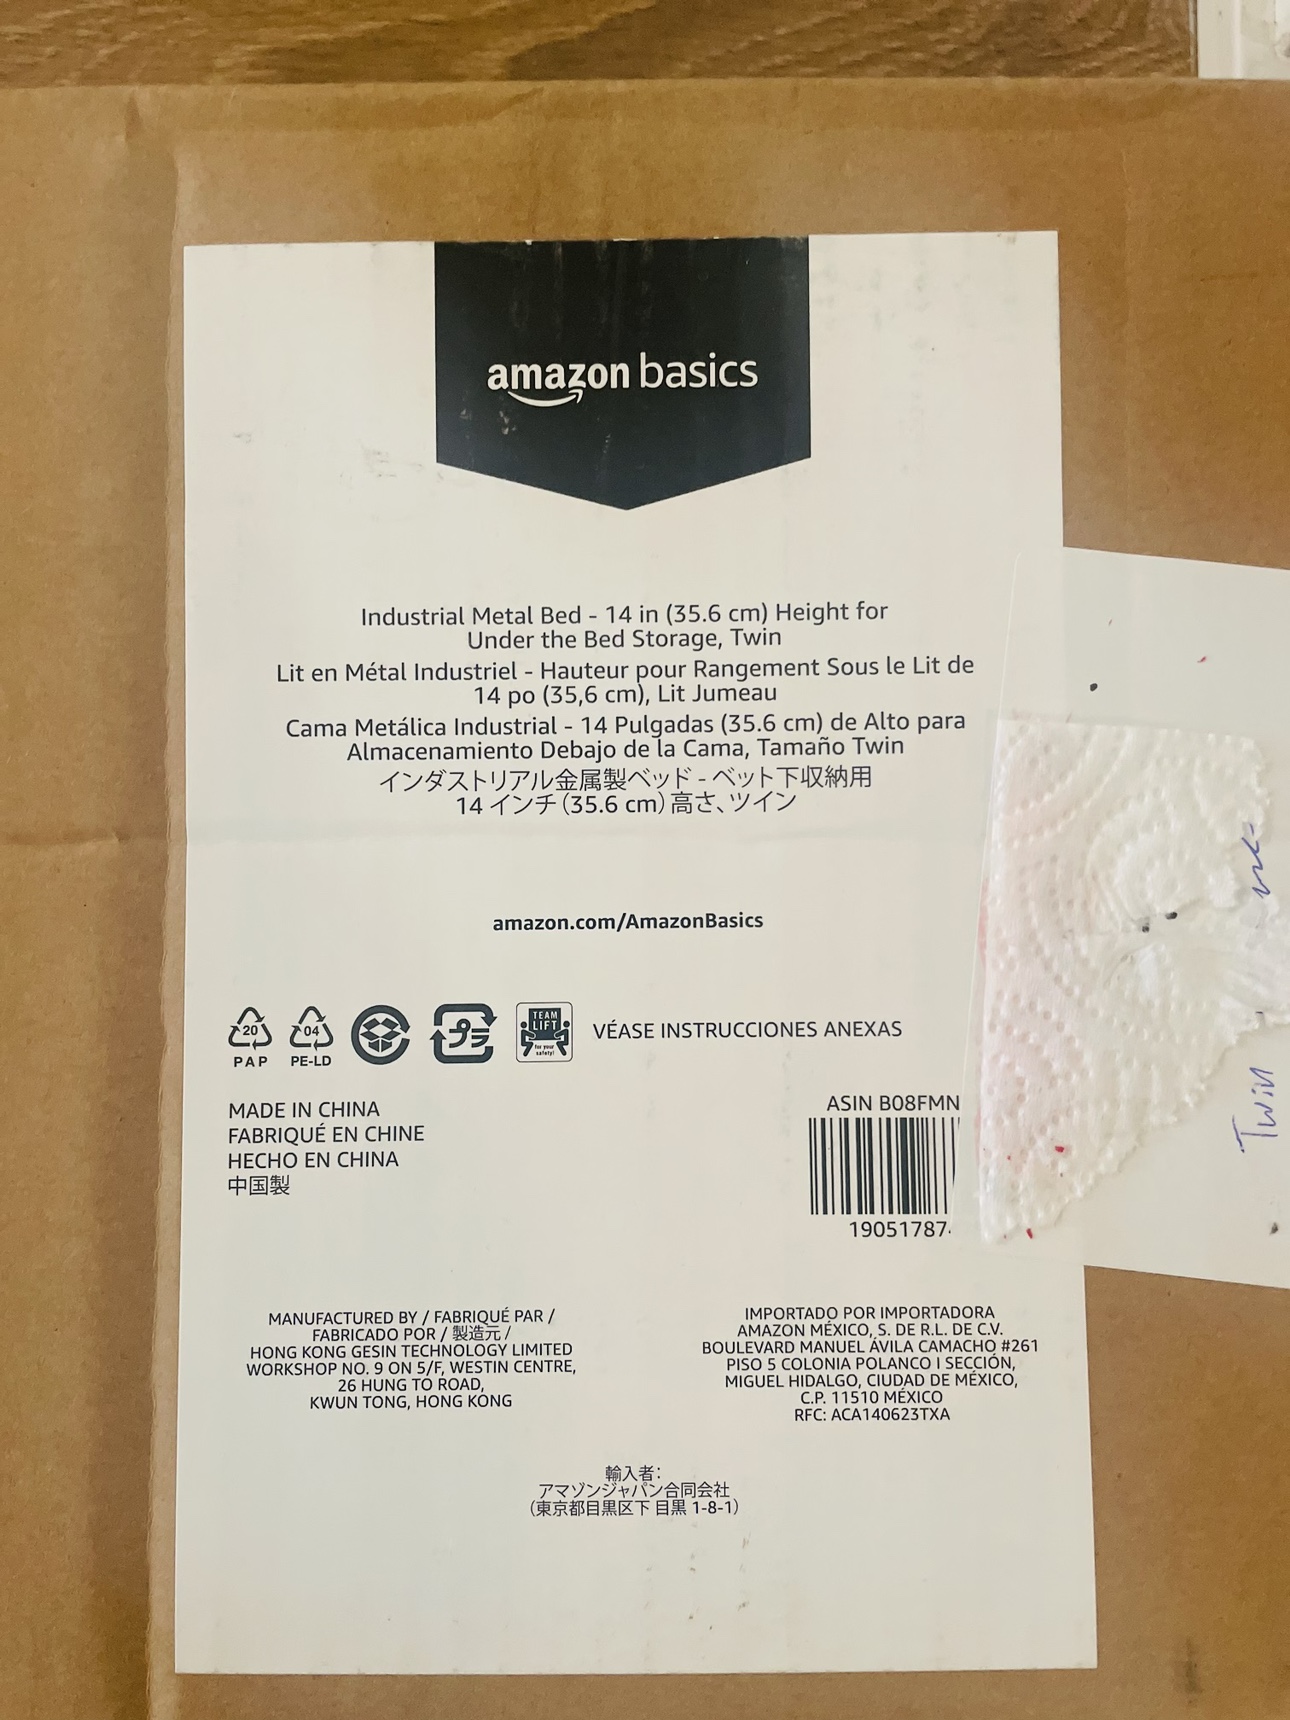 amazon basics
Industrial Metal Bed - 14 in (35.6 cm) Height for
Under the Bed Storage, Twin
Lit en Métal Industriel - Hauteur pour Rangement Sous le Lit de
14 po (35,6 cm), Lit Jumeau
Cama Metálica Industrial - 14 Pulgadas (35.6 cm) de Alto para
Almacenamiento Debajo de la Cama, Tamaño Twin
インダストリアル金属製ベッド - ベット下収納用
14 インチ（35.6 cm）高さ、ツイン
amazon.com/AmazonBasics
20
PAP
04
PE-LD
プラ
TEAM
LIFT
for your
safety!
VÉASE INSTRUCCIONES ANEXAS
MADE IN CHINA
FABRIQUÉ EN CHINE
HECHO EN CHINA
中国製
ASIN B08FMN
19051787
Twin
MANUFACTURED BY / FABRIQUÉ PAR /
FABRICADO POR / 製造元 /
HONG KONG GESIN TECHNOLOGY LIMITED
WORKSHOP NO. 9 ON 5/F, WESTIN CENTRE,
26 HUNG TO ROAD,
KWUN TONG, HONG KONG
IMPORTADO POR IMPORTADORA
AMAZON MÉXICO, S. DE R.L. DE C.V.
BOULEVARD MANUEL ÁVILA CAMACHO #261
PISO 5 COLONIA POLANCO I SECCIÓN,
MIGUEL HIDALGO, CIUDAD DE MÉXICO,
C.P. 11510 MÉXICO
RFC: ACA140623TXA
輸入者：
アマゾンジャパン合同会社
（東京都目黒区下 目黒 1-8-1）